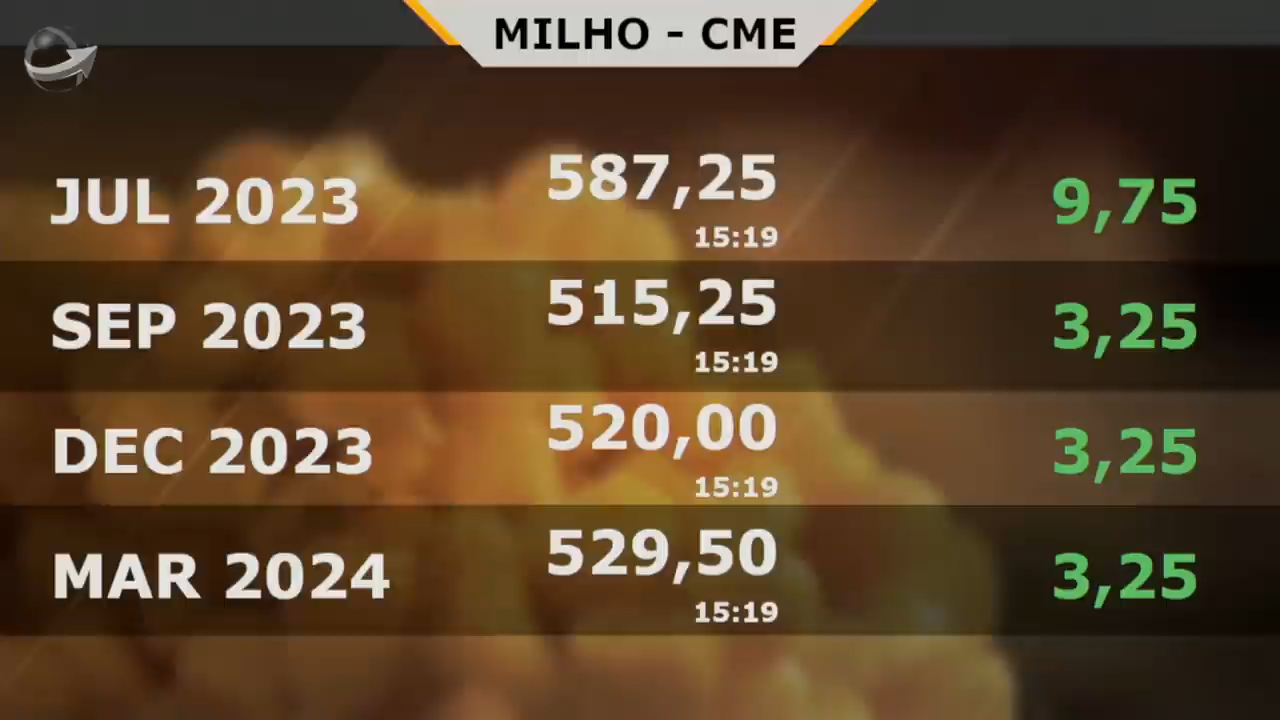 MILHO - CME
JUL 2023 587,25 9,75
15:19
SEP 2023 515,25 3,25
15:19
DEC 2023 520,00 3,25
15:19
MAR 2024 529,50 3,25
15:19